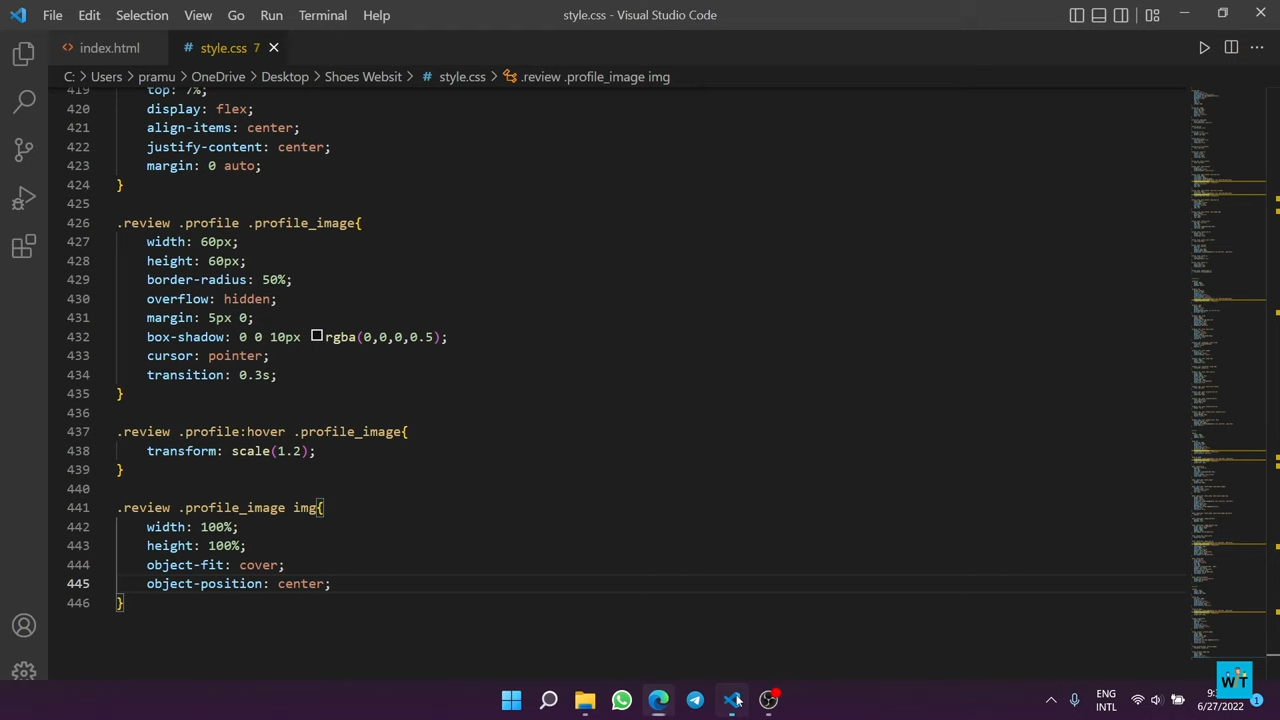 File Edit Selection View Go Run Terminal Help style.css - Visual Studio Code
index.html style.css 7
C: > Users > pramu > OneDrive > Desktop > Shoes Websit > # style.css > .review .profile_image img
419 top: 7%;
420 display: flex;
421 align-items: center;
422 justify-content: center;
423 margin: 0 auto;
424 }
425
426 .review .profile .profile_image{
427 width: 60px;
428 height: 60px;
429 border-radius: 50%;
430 overflow: hidden;
431 margin: 5px 0;
432 box-shadow: 0 0 10px rgba(0,0,0,0.5);
433 cursor: pointer;
434 transition: 0.3s;
435 }
436
437 .review .profile:hover .profile_image{
438 transform: scale(1.2);
439 }
440
441 .review .profile_image img{
442 width: 100%;
443 height: 100%;
444 object-fit: cover;
445 object-position: center;
446 }
WT
ENG
INTL
6/27/2022
1